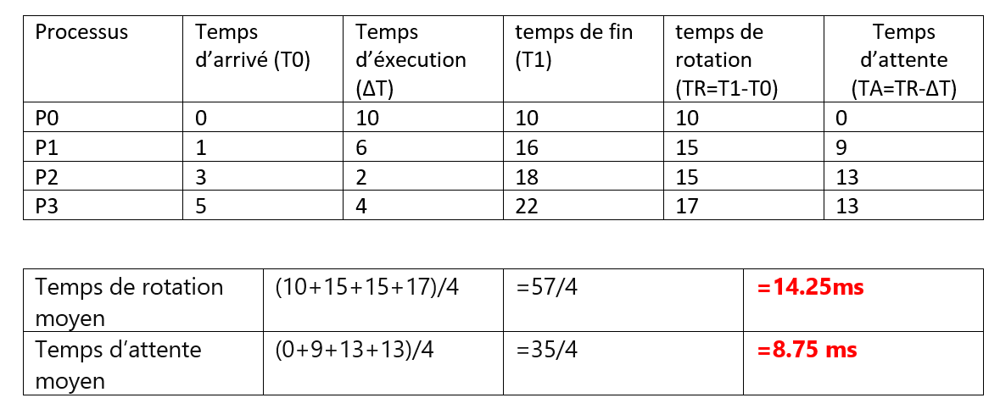 Processus Temps d'arrivé (T0) Temps d'éxecution (ΔT) temps de fin (T1) temps de rotation (TR=T1-T0) Temps d'attente (TA=TR-ΔT)
P0 0 10 10 10 0
P1 1 6 16 15 9
P2 3 2 18 15 13
P3 5 4 22 17 13
Temps de rotation moyen (10+15+15+17)/4 =57/4 =14.25ms
Temps d'attente moyen (0+9+13+13)/4 =35/4 =8.75 ms